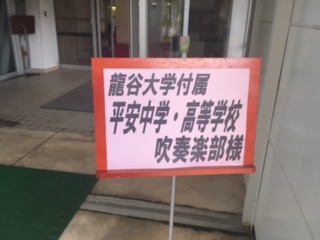 龍谷大学付属
平安中学・高等学校
吹奏楽部様